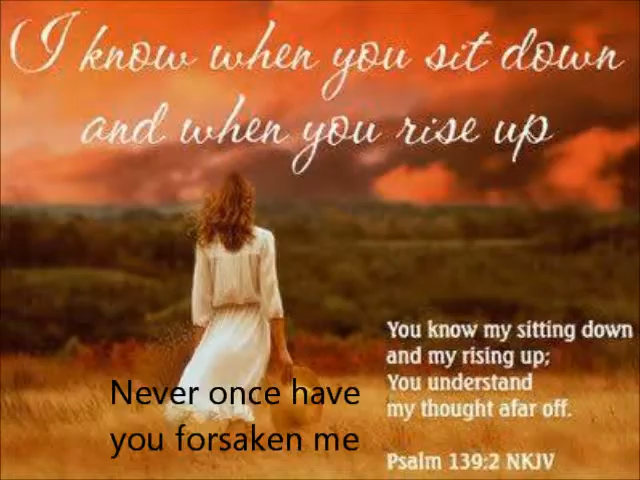 I know when you sit down
and when you rise up
You know my sitting down
and my rising up;
You understand
my thought afar off.
Psalm 139:2 NKJV
Never once have
you forsaken me